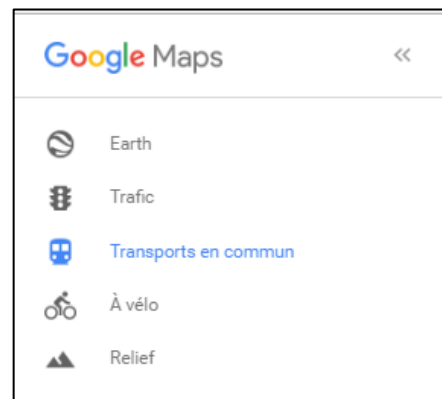 Google Maps
Earth
Trafic
Transports en commun
À vélo
Relief